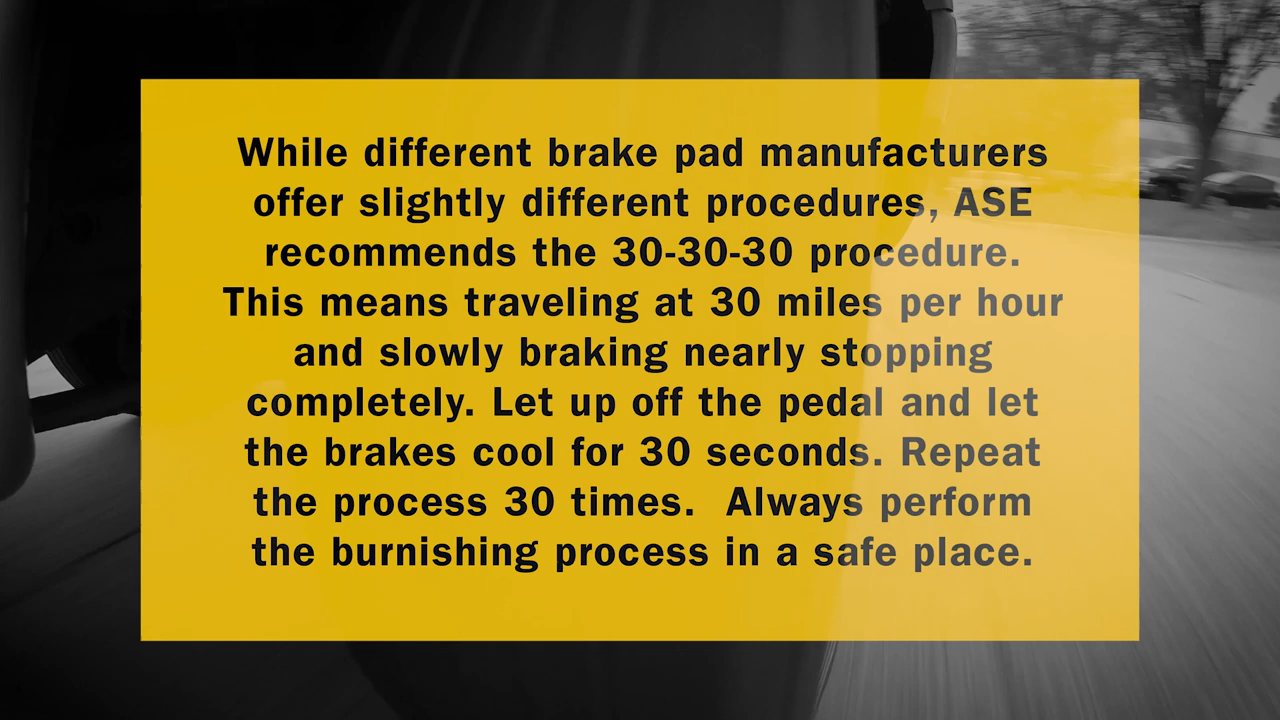 While different brake pad manufacturers
offer slightly different procedures, ASE
recommends the 30-30-30 procedure.
This means traveling at 30 miles per hour
and slowly braking nearly stopping
completely. Let up off the pedal and let
the brakes cool for 30 seconds. Repeat
the process 30 times.  Always perform
the burnishing process in a safe place.